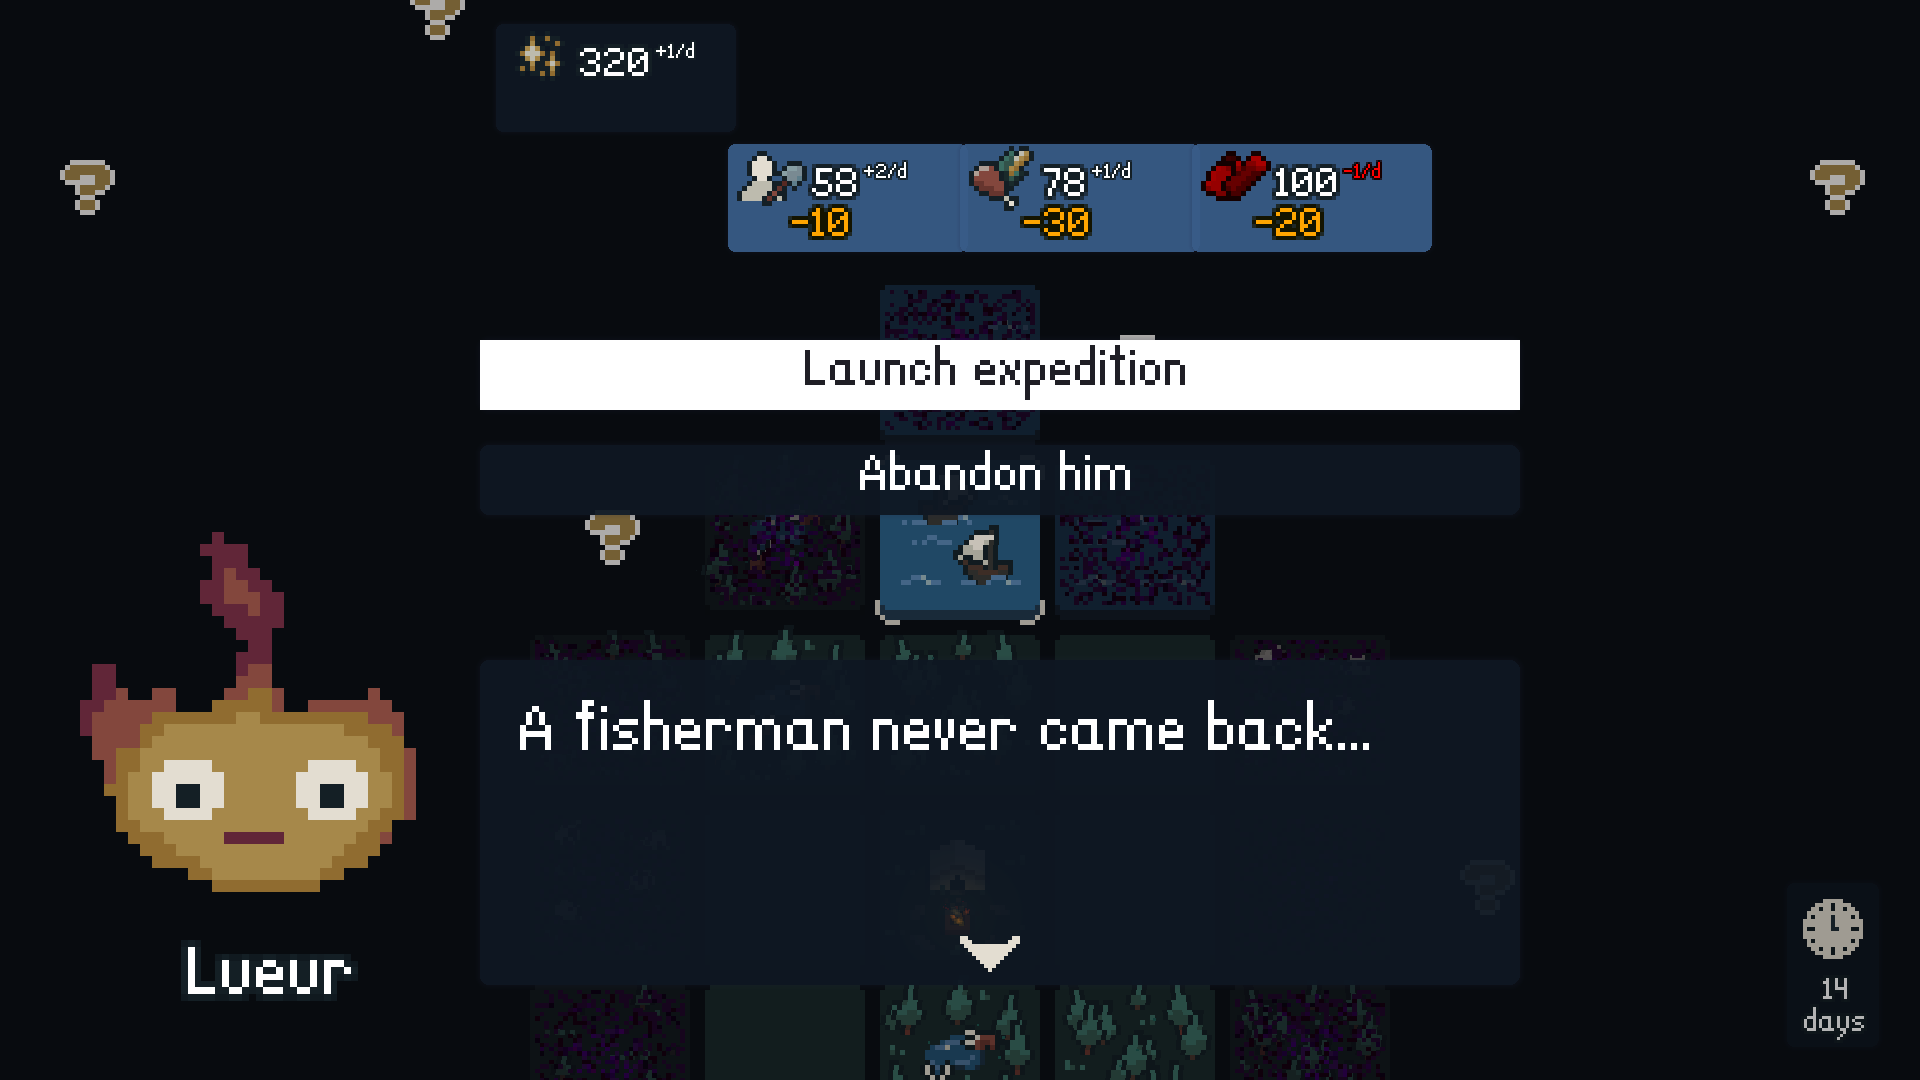 320 +1/d
58 +2/d 78 +1/d 100 -1/d
-10 -30 -20
Launch expedition
Abandon him
A fisherman never came back...
Lueur
14
days